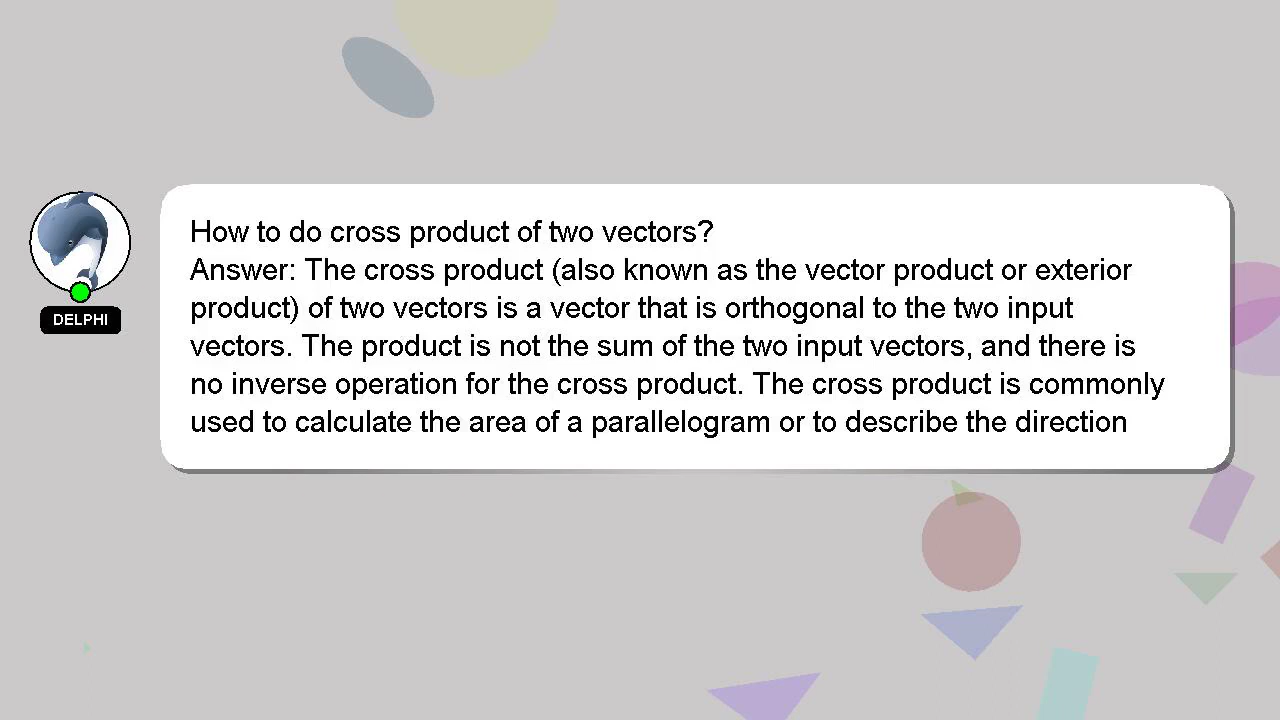 How to do cross product of two vectors?
Answer: The cross product (also known as the vector product or exterior
product) of two vectors is a vector that is orthogonal to the two input
vectors. The product is not the sum of the two input vectors, and there is
no inverse operation for the cross product. The cross product is commonly
used to calculate the area of a parallelogram or to describe the direction
DELPHI